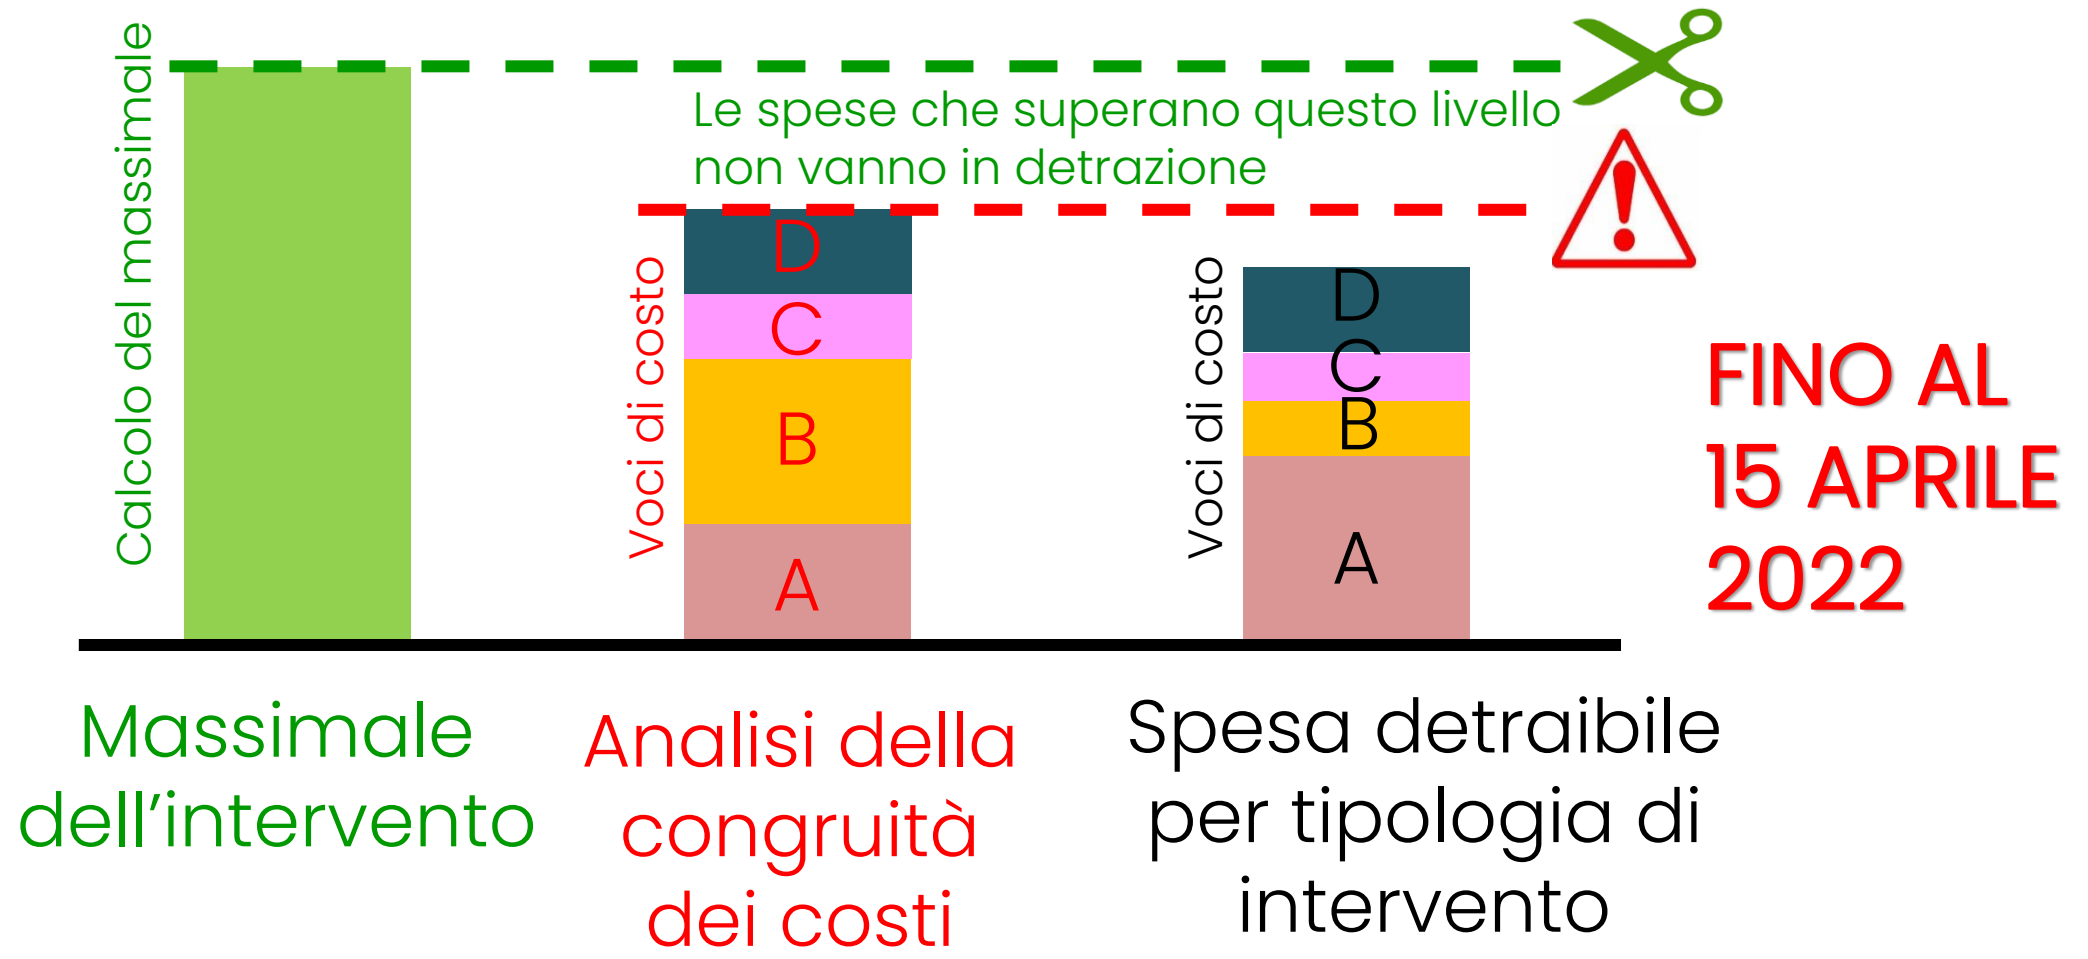 Calcolo del massimale
Le spese che superano questo livello
non vanno in detrazione
Voci di costo
D
C
B
A
Voci di costo
D
C
B
A
FINO AL
15 APRILE
2022
Massimale
dell'intervento
Analisi della
congruità
dei costi
Spesa detraibile
per tipologia di
intervento